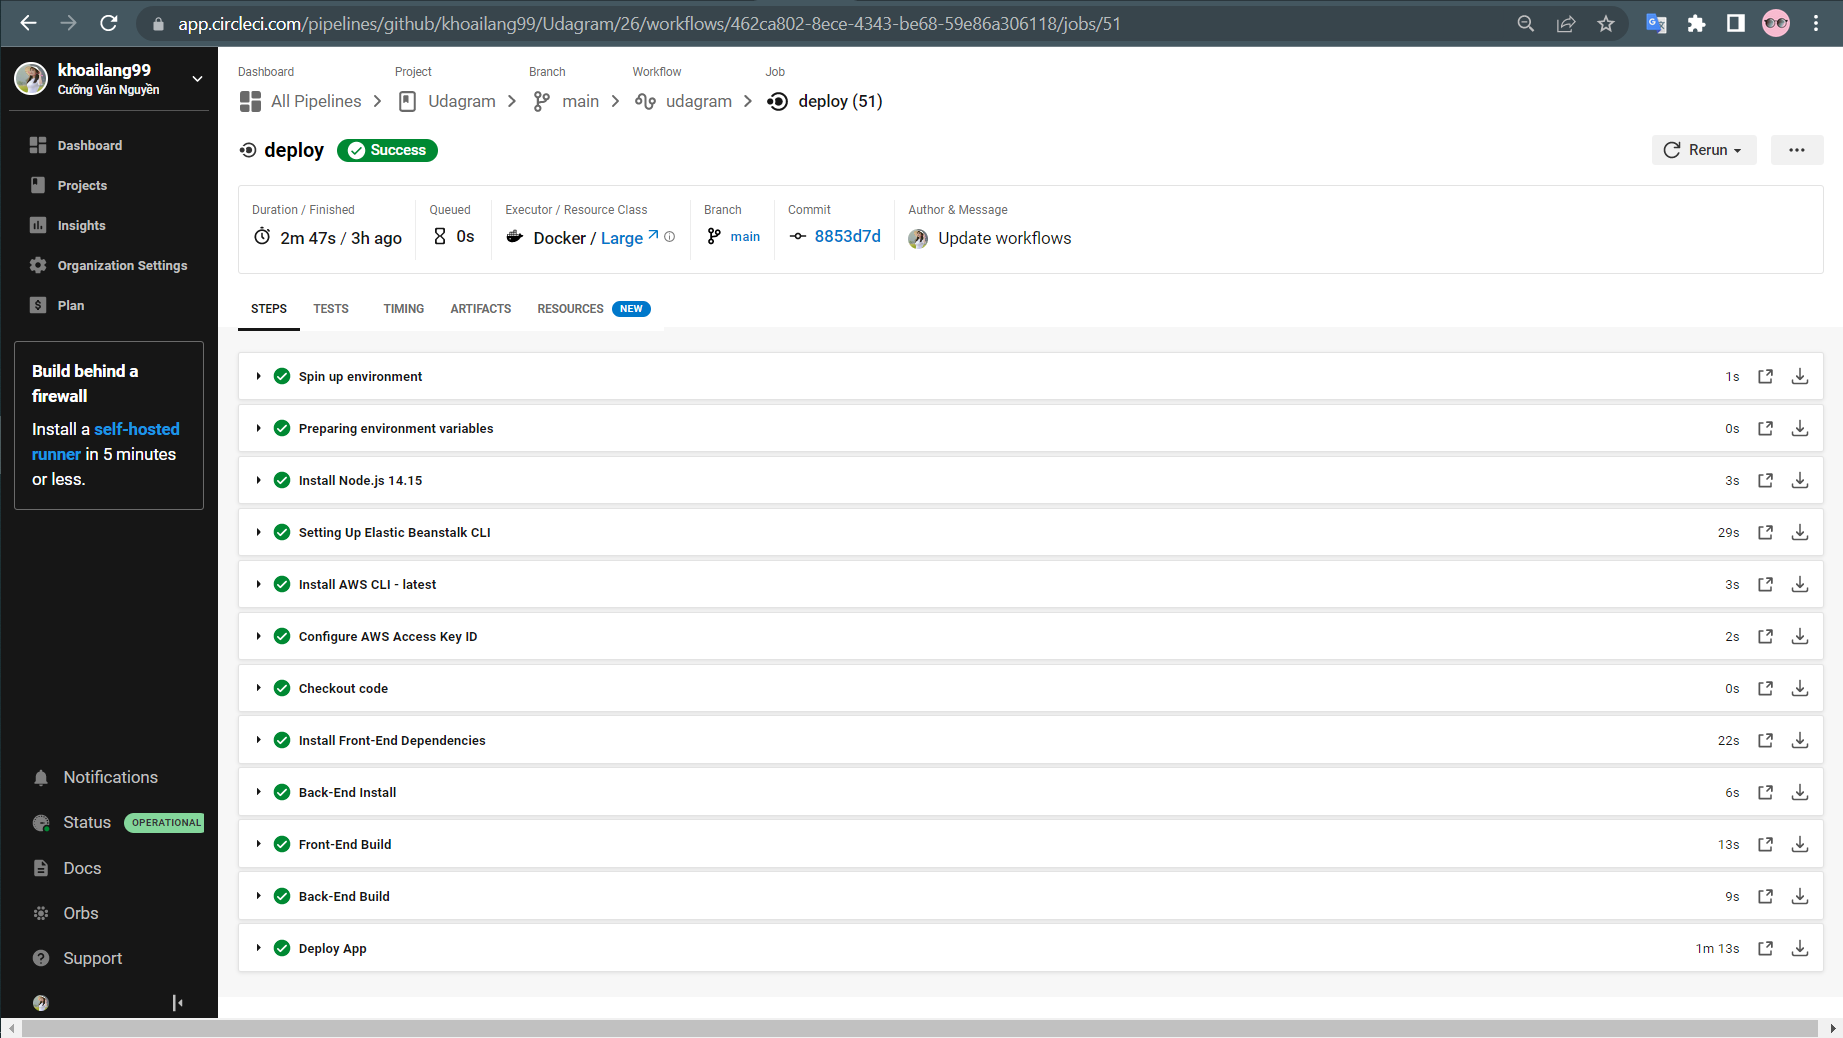 app.circleci.com/pipelines/github/khoailang99/Udagram/26/workflows/462ca802-8ece-4343-be68-59e86a306118/jobs/51
khoailang99
Cưỡng Văn Nguyễn
Dashboard
Projects
Insights
Organization Settings
Plan
Build behind a
firewall
Install a self-hosted
runner in 5 minutes
or less.
Notifications
Status OPERATIONAL
Docs
Orbs
Support
Dashboard Project Branch Workflow Job
All Pipelines Udagram main udagram deploy (51)
deploy Success Rerun
Duration / Finished Queued Executor / Resource Class Branch Commit Author & Message
2m 47s / 3h ago 0s Docker / Large main 8853d7d Update workflows
STEPS TESTS TIMING ARTIFACTS RESOURCES NEW
Spin up environment 1s
Preparing environment variables 0s
Install Node.js 14.15 3s
Setting Up Elastic Beanstalk CLI 29s
Install AWS CLI - latest 3s
Configure AWS Access Key ID 2s
Checkout code 0s
Install Front-End Dependencies 22s
Back-End Install 6s
Front-End Build 13s
Back-End Build 9s
Deploy App 1m 13s